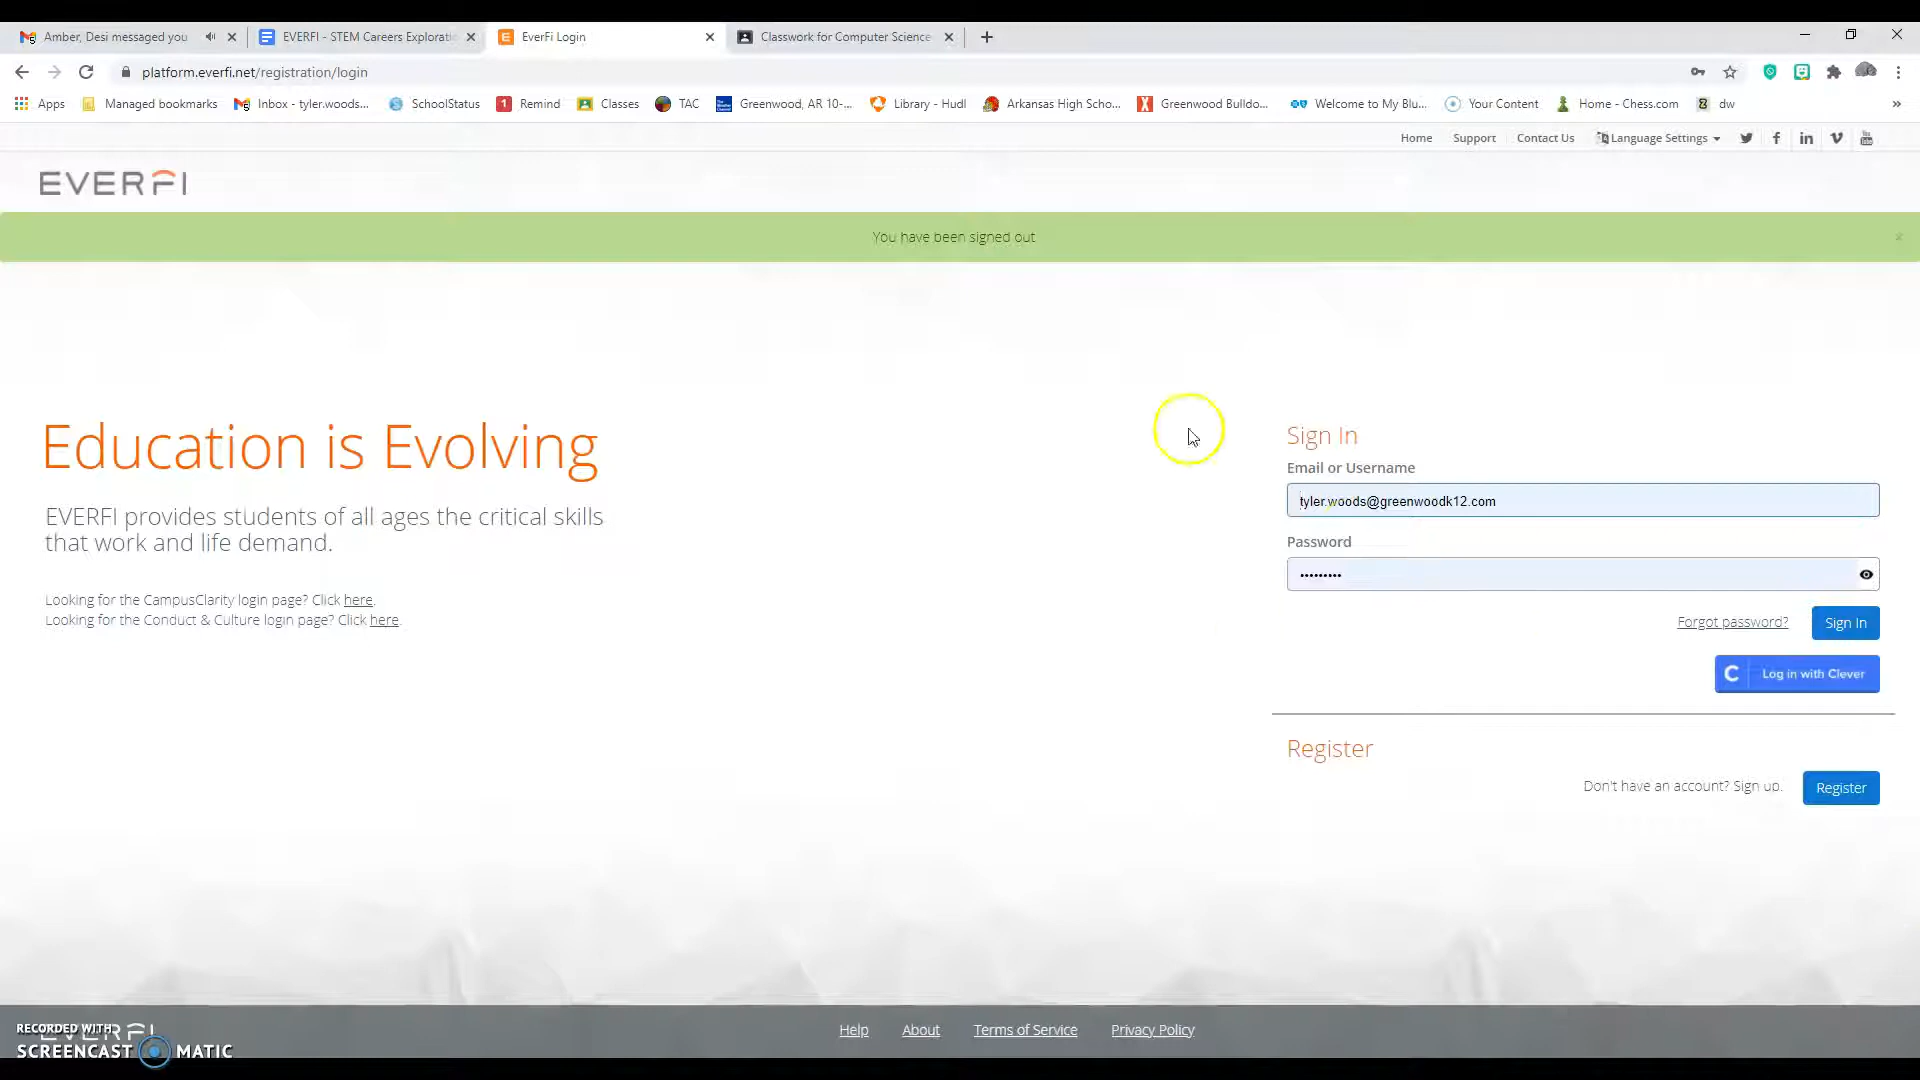 Amber, Desi messaged you
EVERFI - STEM Careers Explorati
EverFi Login
Classwork for Computer Science
platform.everfi.net/registration/login
Apps
Managed bookmarks
Inbox - tyler.woods...
SchoolStatus
1 Remind
Classes
TAC
Greenwood, AR 10-...
Library - Hudl
Arkansas High Scho...
Greenwood Bulldo...
Welcome to My Blu...
Your Content
Home - Chess.com
dw
Home
Support
Contact Us
Language Settings
EVERFI
You have been signed out
Education is Evolving
EVERFI provides students of all ages the critical skills
that work and life demand.
Looking for the CampusClarity login page? Click here.
Looking for the Conduct & Culture login page? Click here.
Sign In
Email or Username
tyler.woods@greenwoodk12.com
Password
•••••••••
Forgot password?
Sign In
C Log in with Clever
Register
Don't have an account? Sign up.
Register
Help
About
Terms of Service
Privacy Policy
RECORDED WITH
SCREENCAST MATIC